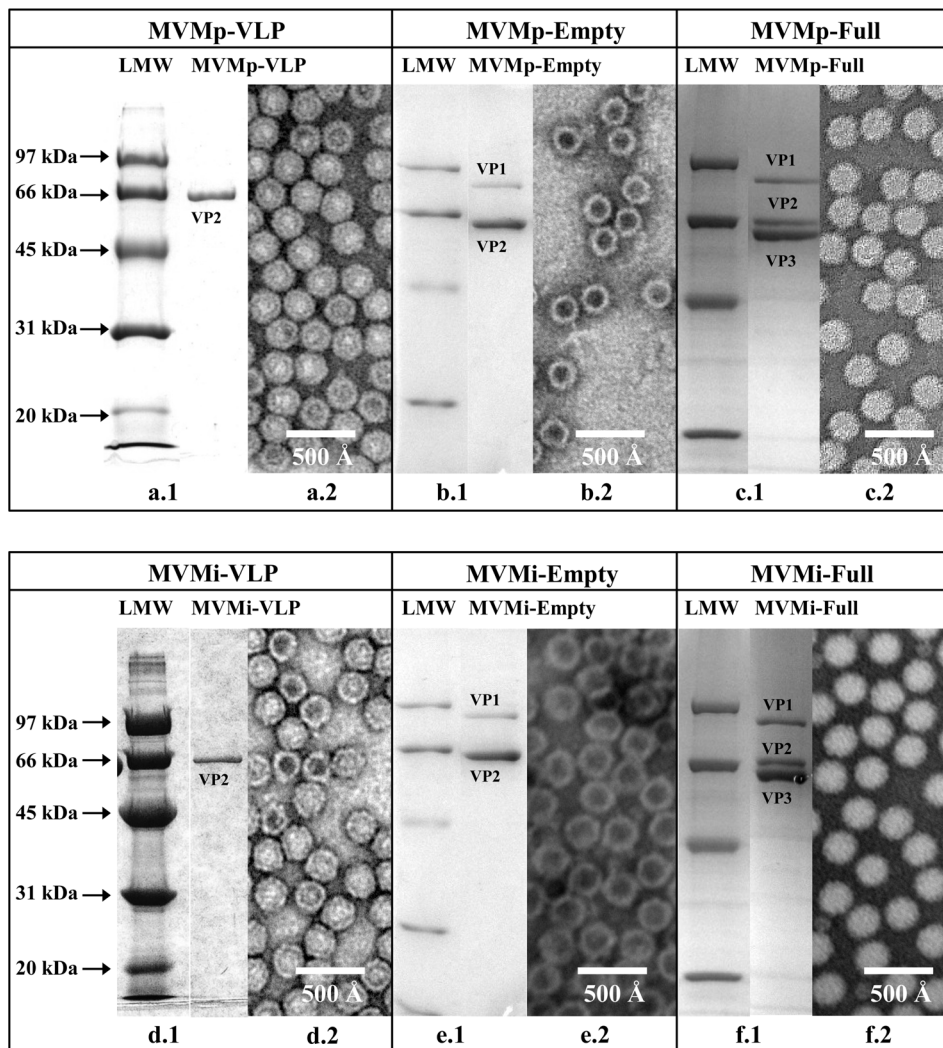 MVMp-VLP MVMp-Empty MVMp-Full
LMW MVMp-VLP LMW MVMp-Empty LMW MVMp-Full
97 kDa
66 kDa
VP2
45 kDa
31 kDa
20 kDa
500 Å
a.1 a.2
VP1
VP2
500 Å
b.1 b.2
VP1
VP2
VP3
500 Å
c.1 c.2
MVMi-VLP MVMi-Empty MVMi-Full
LMW MVMi-VLP LMW MVMi-Empty LMW MVMi-Full
97 kDa
66 kDa
VP2
45 kDa
31 kDa
20 kDa
500 Å
d.1 d.2
VP1
VP2
500 Å
e.1 e.2
VP1
VP2
VP3
500 Å
f.1 f.2